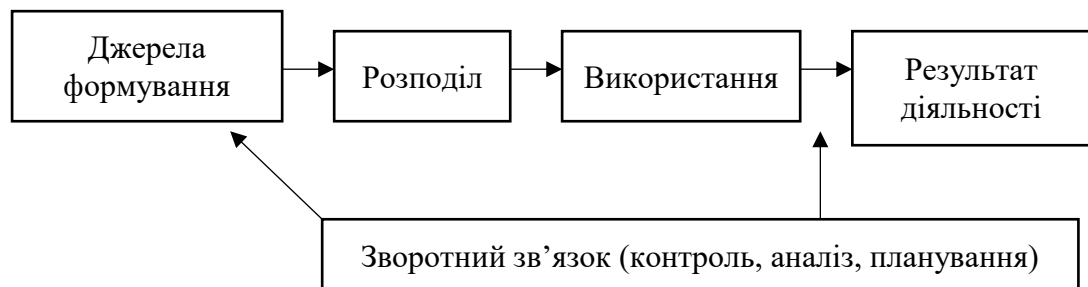 Джерела
формування
Розподіл
Використання
Результат
діяльності
Зворотний зв’язок (контроль, аналіз, планування)